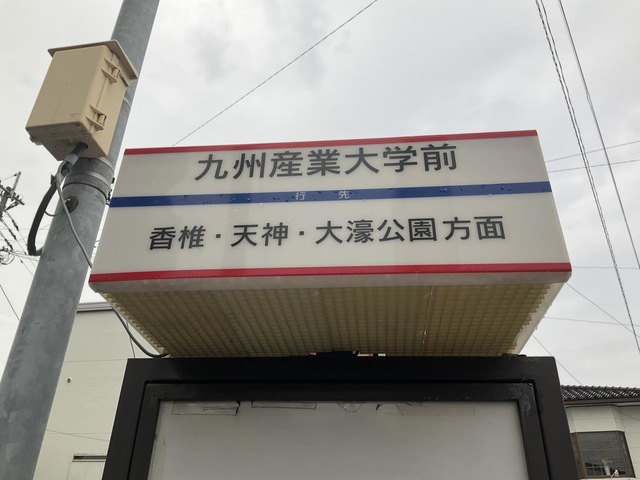 九州産業大学前
行先
香椎・天神・大濠公園方面